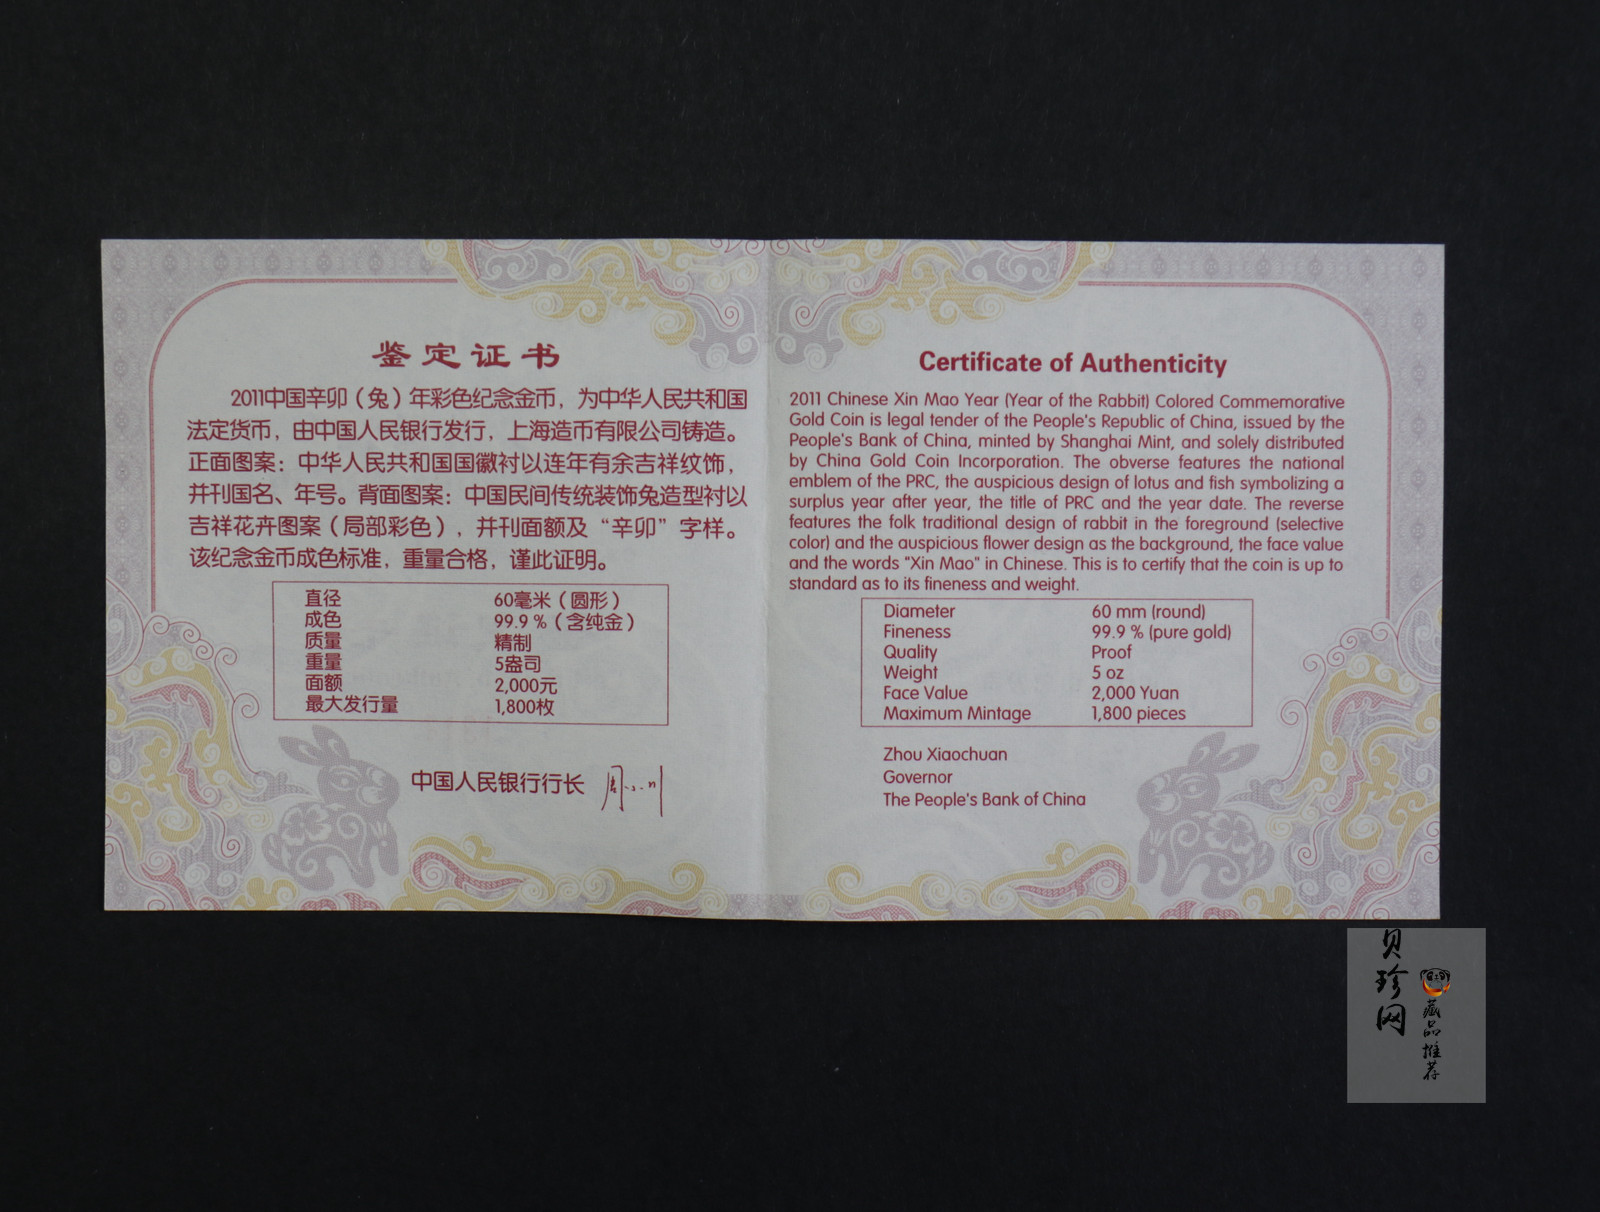 鉴定证书
2011中国辛卯（兔）年彩色纪念金币，为中华人民共和国
法定货币，由中国人民银行发行，上海造币有限公司铸造。
正面图案：中华人民共和国国徽衬以连年有余吉祥纹饰，
并刊国名、年号。背面图案：中国民间传统装饰兔造型衬以
吉祥花卉图案（局部彩色），并刊面额及“辛卯”字样。
该纪念金币成色标准，重量合格，谨此证明。
直径 60毫米（圆形）
成色 99.9 %（含纯金）
质量 精制
重量 5盎司
面额 2,000元
最大发行量 1,800枚
中国人民银行行长 周小川
Certificate of Authenticity
2011 Chinese Xin Mao Year (Year of the Rabbit) Colored Commemorative
Gold Coin is legal tender of the People's Republic of China, issued by the
People's Bank of China, minted by Shanghai Mint, and solely distributed
by China Gold Coin Incorporation. The obverse features the national
emblem of the PRC, the auspicious design of lotus and fish symbolizing a
surplus year after year, the title of PRC and the year date. The reverse
features the folk traditional design of rabbit in the foreground (selective
color) and the auspicious flower design as the background, the face value
and the words "Xin Mao" in Chinese. This is to certify that the coin is up to
standard as to its fineness and weight.
Diameter 60 mm (round)
Fineness 99.9 % (pure gold)
Quality Proof
Weight 5 oz
Face Value 2,000 Yuan
Maximum Mintage 1,800 pieces
Zhou Xiaochuan
Governor
The People's Bank of China
贝珍网
藏品推荐